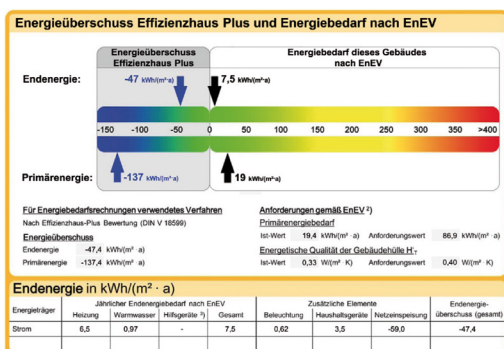 Energieüberschuss Effizienzhaus Plus und Energiebedarf nach EnEV
Energieüberschuss Effizienzhaus Plus
Energiebedarf dieses Gebäudes nach EnEV
Endenergie:
-47 kWh/(m²·a)
7,5 kWh/(m²·a)
-150 -100 -50 0 50 100 150 200 250 300 >400
Primärenergie:
-137 kWh/(m²·a)
19 kWh/(m²·a)
Für Energiebedarfsrechnungen verwendetes Verfahren
Nach Effizienzhaus-Plus Bewertung (DIN V 18599)
Energieüberschuss
Endenergie -47,4 kWh/(m²·a)
Primärenergie -137,4 kWh/(m²·a)
Anforderungen gemäß EnEV ²)
Primärenergiebedarf
Ist-Wert 19,4 kWh/(m²·a) Anforderungswert 86,9 kWh/(m²·a)
Energetische Qualität der Gebäudehülle H'T
Ist-Wert 0,33 W/(m² K) Anforderungswert 0,40 W/(m² K)
Endenergie in kWh/(m² · a)
Energieträger
Jährlicher Endenergiebedarf nach EnEV
Zusätzliche Elemente
Endenergie-überschuss (gesamt)
Heizung Warmwasser Hilfsgeräte ³) Gesamt Beleuchtung Haushaltsgeräte Netzeinspeisung
Strom 6,5 0,97 - 7,5 0,62 3,5 -59,0 -47,4